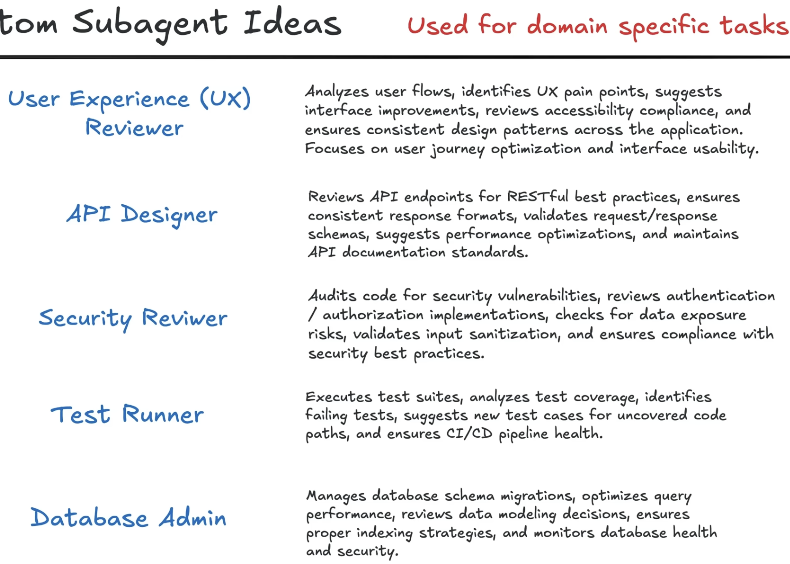 tom Subagent Ideas
Used for domain specific tasks
User Experience (UX)
Reviewer
Analyzes user flows, identifies UX pain points, suggests
interface improvements, reviews accessibility compliance, and
ensures consistent design patterns across the application.
Focuses on user journey optimization and interface usability.
API Designer
Reviews API endpoints for RESTful best practices, ensures
consistent response formats, validates request/response
schemas, suggests performance optimizations, and maintains
API documentation standards.
Security Reviwer
Audits code for security vulnerabilities, reviews authentication
/ authorization implementations, checks for data exposure
risks, validates input sanitization, and ensures compliance with
security best practices.
Test Runner
Executes test suites, analyzes test coverage, identifies
failing tests, suggests new test cases for uncovered code
paths, and ensures CI/CD pipeline health.
Database Admin
Manages database schema migrations, optimizes query
performance, reviews data modeling decisions, ensures
proper indexing strategies, and monitors database health
and security.